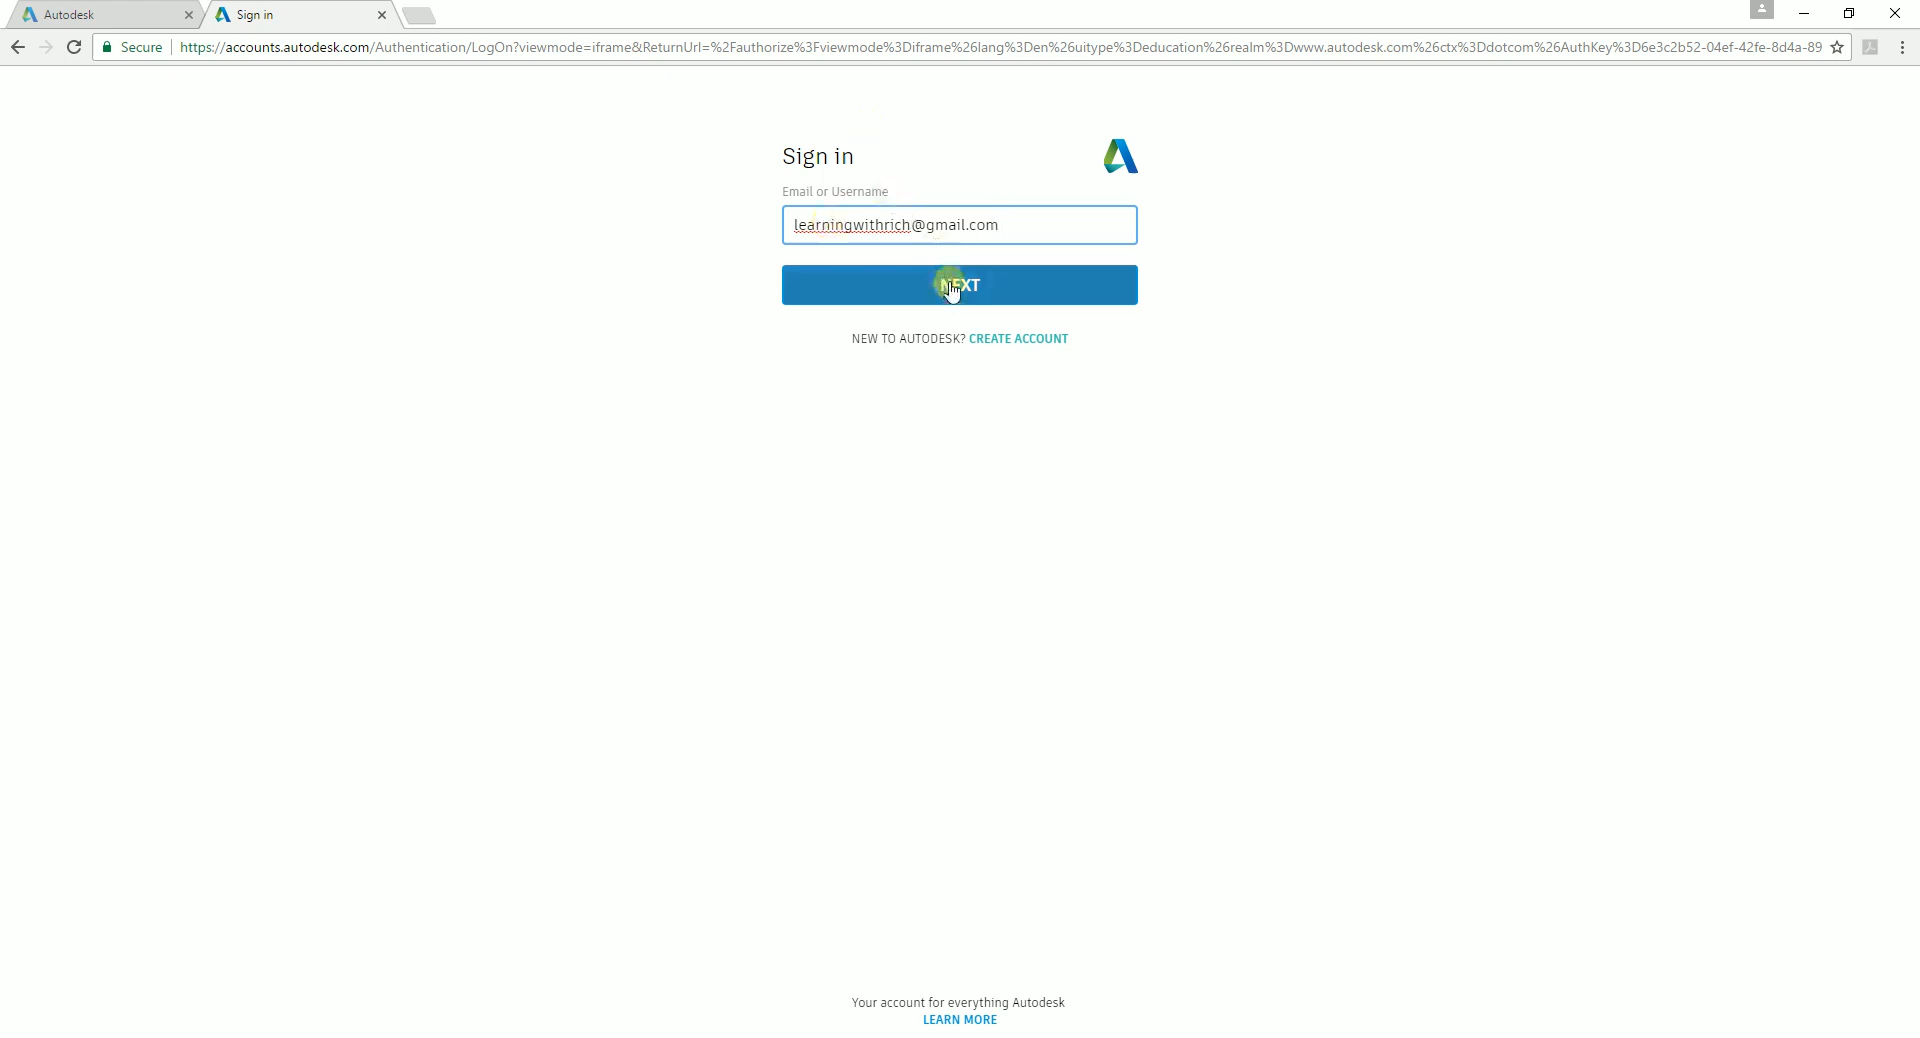 Autodesk
Sign in
Secure
https://accounts.autodesk.com/Authentication/LogOn?viewmode=iframe&ReturnUrl=%2Fauthorize%3Fviewmode%3Diframe%26lang%3Den%26uitype%3Deducation%26realm%3Dwww.autodesk.com%26ctx%3Ddotcom%26AuthKey%3D6e3c2b52-04ef-42fe-8d4a-89
Sign in
Email or Username
learningwithrich@gmail.com
NEXT
NEW TO AUTODESK? CREATE ACCOUNT
Your account for everything Autodesk
LEARN MORE